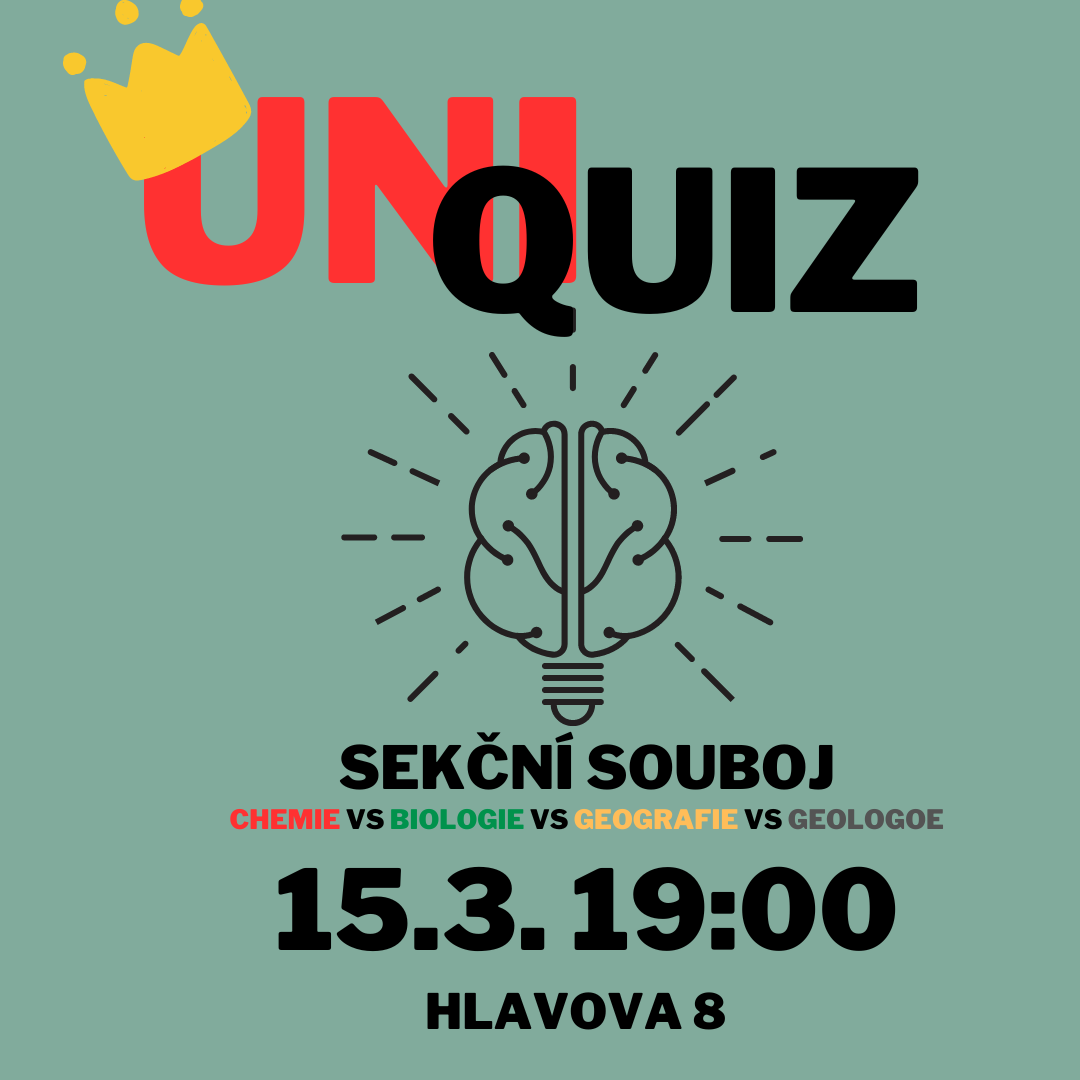 UNI
QUIZ
SEKČNÍ SOUBOJ
CHEMIE VS BIOLOGIE VS GEOGRAFIE VS GEOLOGOE
15.3. 19:00
HLAVOVA 8